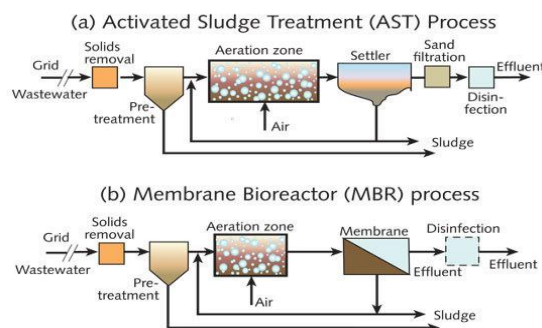 (a) Activated Sludge Treatment (AST) Process
Grid
Wastewater
Solids
removal
Pre-
treatment
Aeration zone
Air
Settler
Sand
filtration
Disin-
fection
Effluent
Sludge
(b) Membrane Bioreactor (MBR) process
Grid
Wastewater
Solids
removal
Pre-
treatment
Aeration zone
Air
Membrane
Effluent
Disinfection
Effluent
Sludge